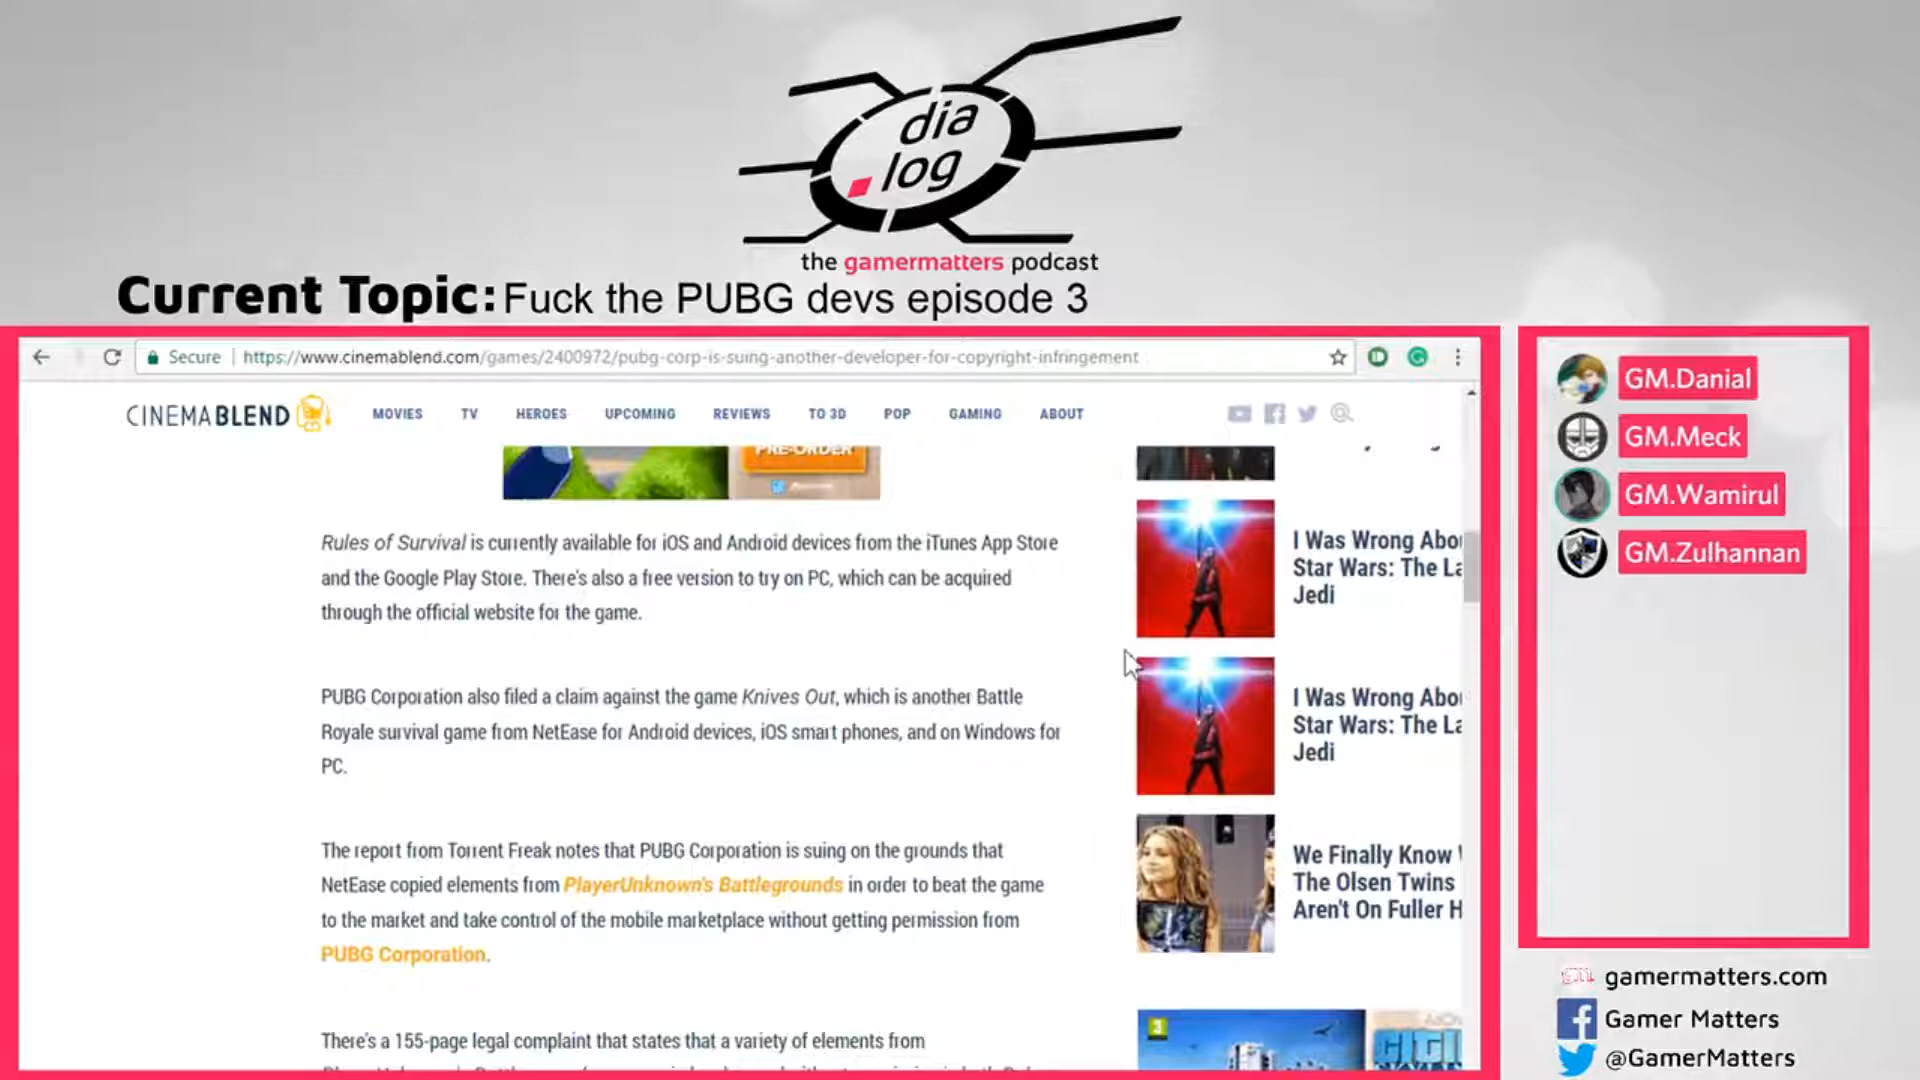 dia
.log
the gamermatters podcast
Current Topic: Fuck the PUBG devs episode 3
Secure | https://www.cinemablend.com/games/2400972/pubg-corp-is-suing-another-developer-for-copyright-infringement
CINEMABLEND MOVIES TV HEROES UPCOMING REVIEWS TO 3D POP GAMING ABOUT
PRE-ORDER
Rules of Survival is currently available for iOS and Android devices from the iTunes App Store
and the Google Play Store. There's also a free version to try on PC, which can be acquired
through the official website for the game.
PUBG Corporation also filed a claim against the game Knives Out, which is another Battle
Royale survival game from NetEase for Android devices, iOS smart phones, and on Windows for
PC.
The report from Torrent Freak notes that PUBG Corporation is suing on the grounds that
NetEase copied elements from PlayerUnknown's Battlegrounds in order to beat the game
to the market and take control of the mobile marketplace without getting permission from
PUBG Corporation.
There's a 155-page legal complaint that states that a variety of elements from
I Was Wrong Abo
Star Wars: The La
Jedi
I Was Wrong Abo
Star Wars: The La
Jedi
We Finally Know
The Olsen Twins
Aren't On Fuller H
3
GM.Danial
GM.Meck
GM.Wamirul
GM.Zulhannan
gamermatters.com
Gamer Matters
@GamerMatters